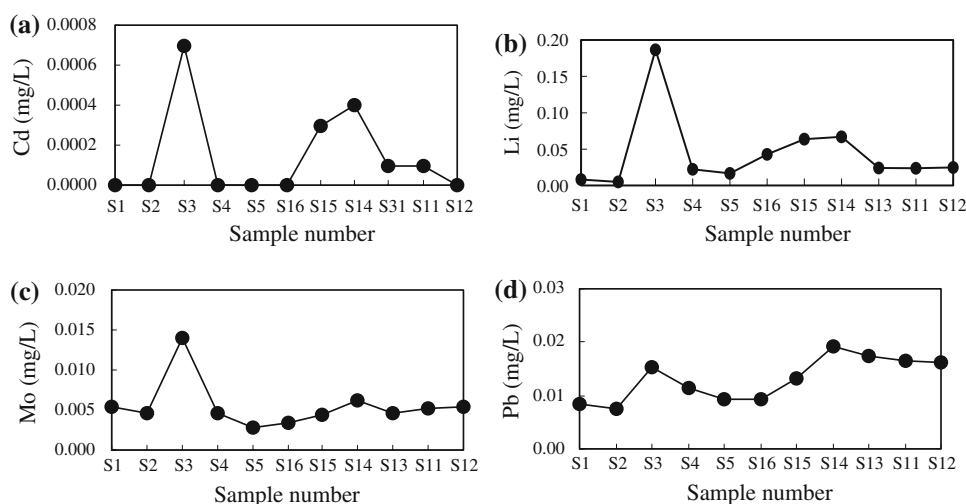 (a)
0.0008
0.0006
0.0004
0.0002
0.0000
Cd (mg/L)
S1 S2 S3 S4 S5 S16 S15 S14 S31 S11 S12
Sample number
(b)
0.20
0.15
0.10
0.05
0.00
Li (mg/L)
S1 S2 S3 S4 S5 S16 S15 S14 S13 S11 S12
Sample number
(c)
0.020
0.015
0.010
0.005
0.000
Mo (mg/L)
S1 S2 S3 S4 S5 S16 S15 S14 S13 S11 S12
Sample number
(d)
0.03
0.02
0.01
0.00
Pb (mg/L)
S1 S2 S3 S4 S5 S16 S15 S14 S13 S11 S12
Sample number